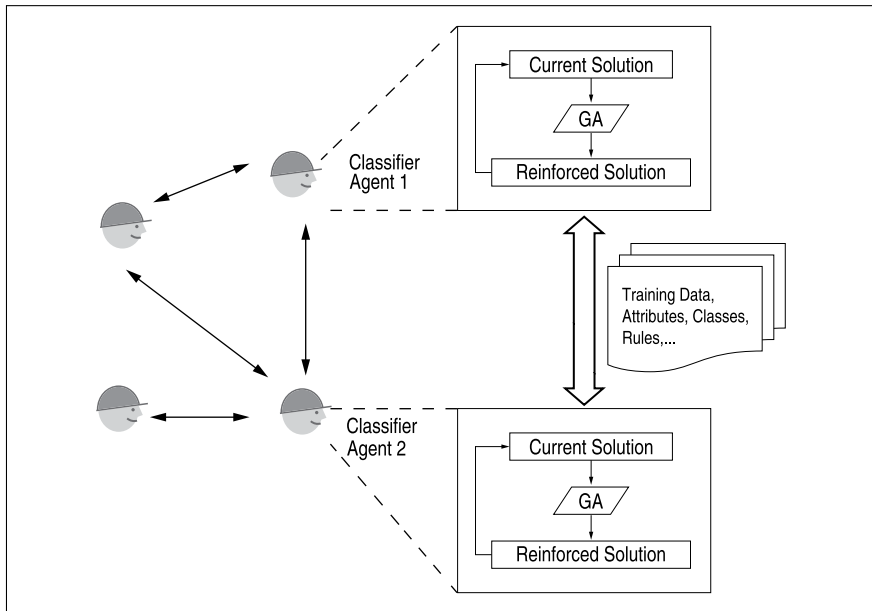 Current Solution
GA
Reinforced Solution
Classifier
Agent 1
Training Data,
Attributes, Classes,
Rules,...
Classifier
Agent 2
Current Solution
GA
Reinforced Solution